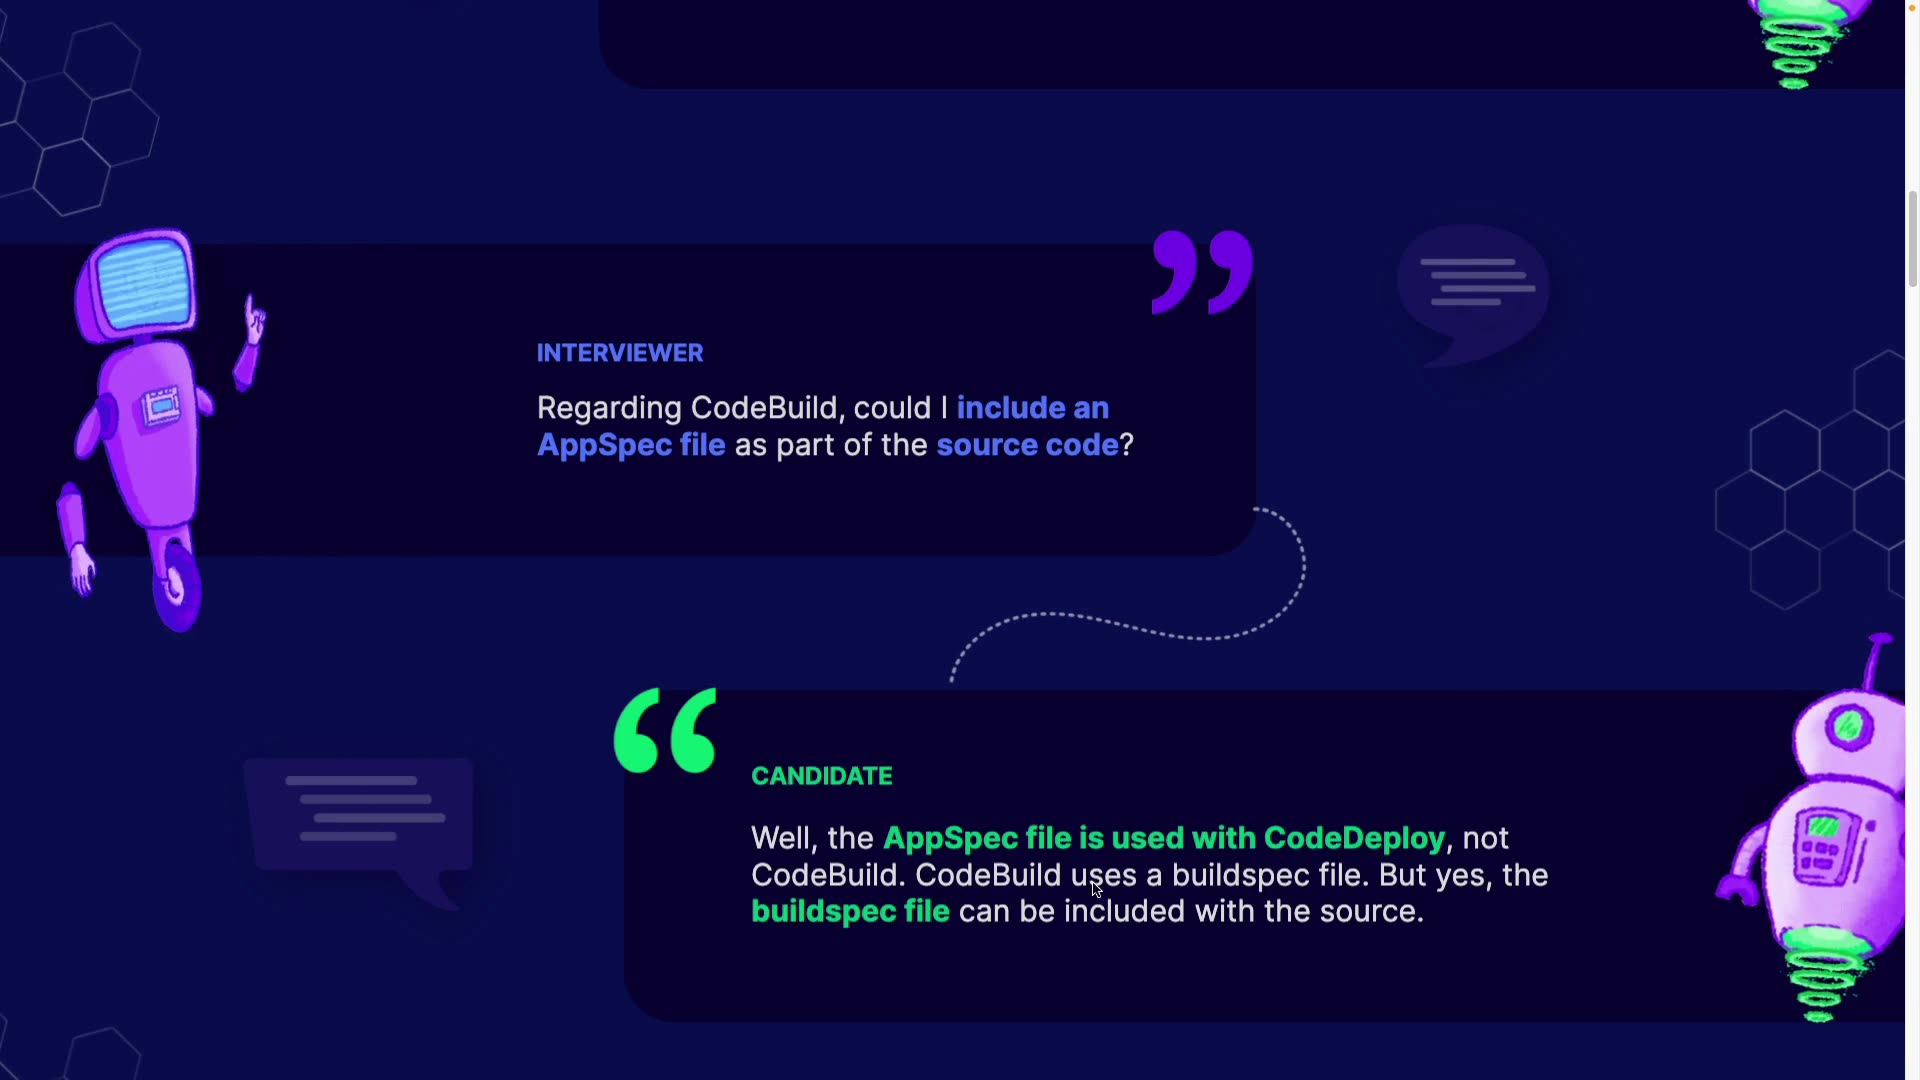 INTERVIEWER
Regarding CodeBuild, could I include an
AppSpec file as part of the source code?
CANDIDATE
Well, the AppSpec file is used with CodeDeploy, not
CodeBuild. CodeBuild uses a buildspec file. But yes, the
buildspec file can be included with the source.